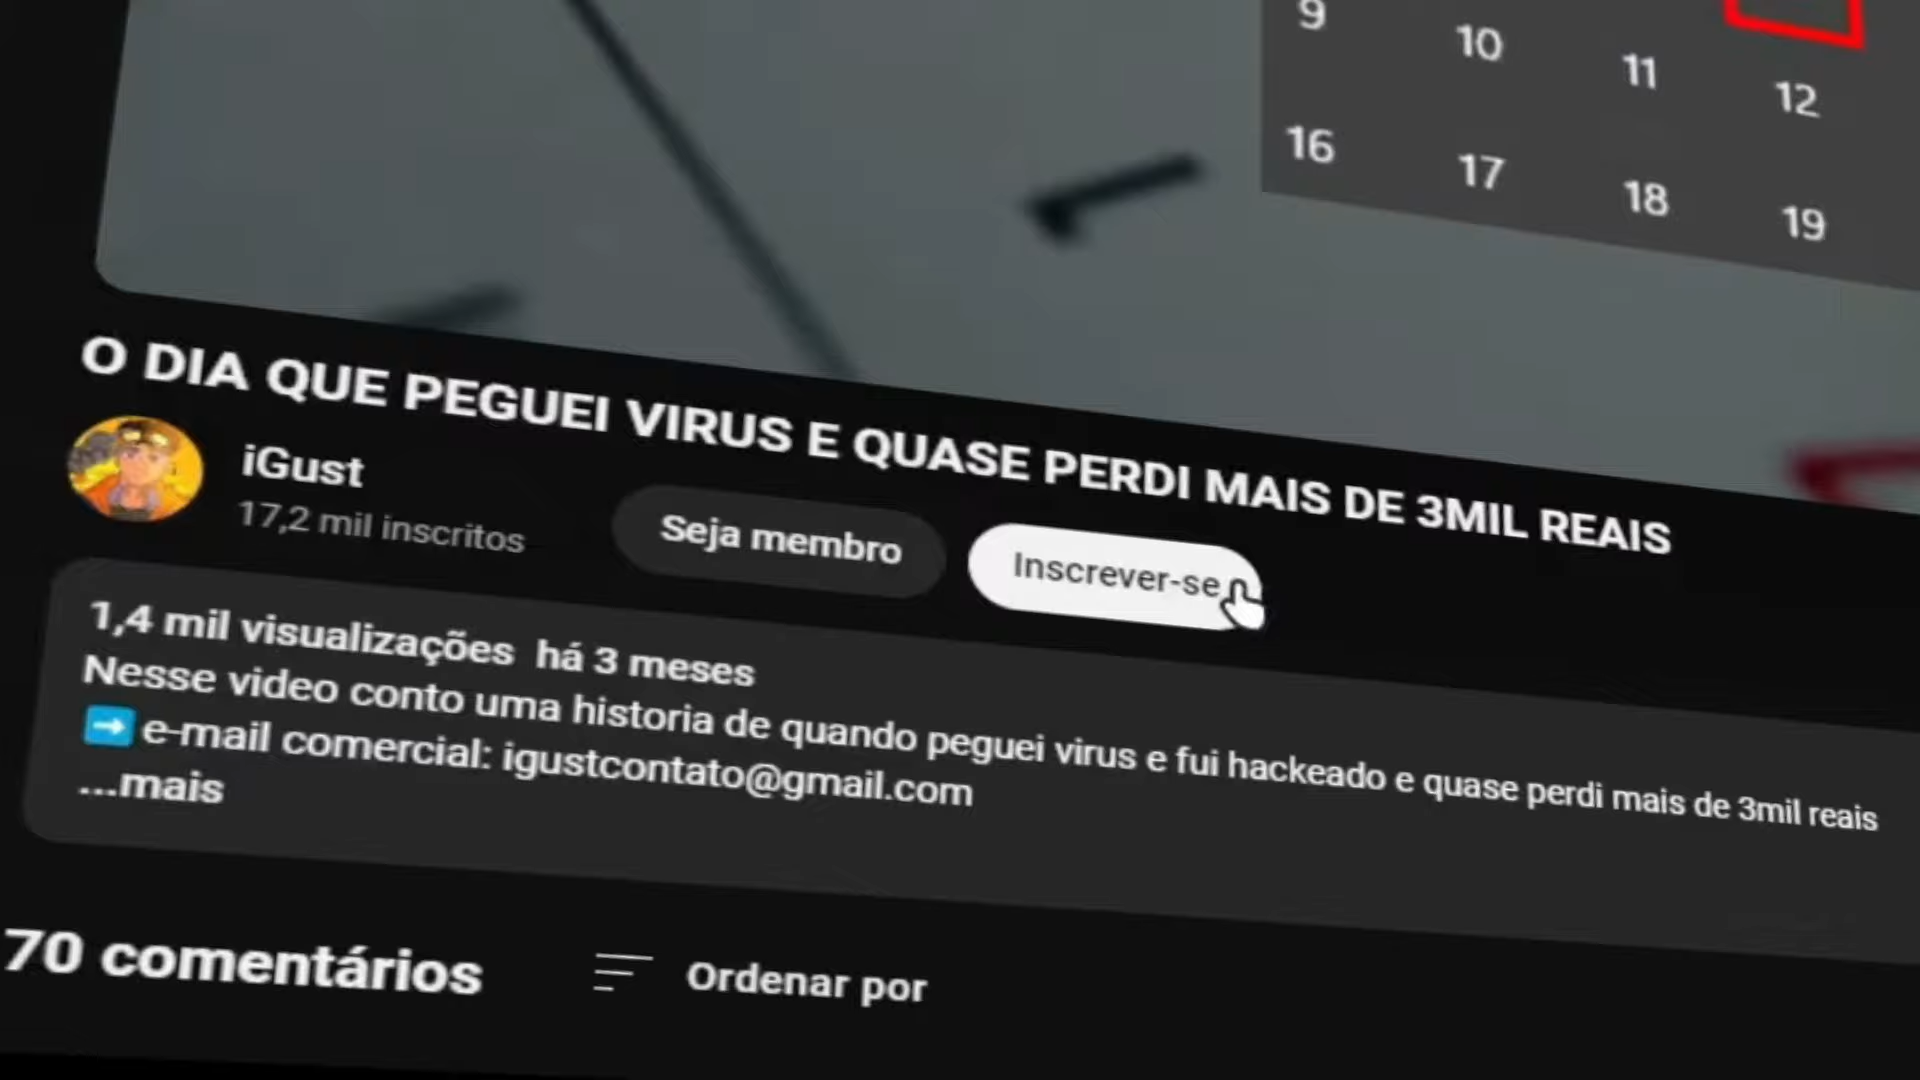 9 10 11 12
16 17 18 19
O DIA QUE PEGUEI VIRUS E QUASE PERDI MAIS DE 3MIL REAIS
iGust
17,2 mil inscritos
Seja membro
Inscrever-se
1,4 mil visualizações há 3 meses
Nesse video conto uma historia de quando peguei virus e fui hackeado e quase perdi mais de 3mil reais
➡️ e-mail comercial: igustcontato@gmail.com
...mais
70 comentários
Ordenar por